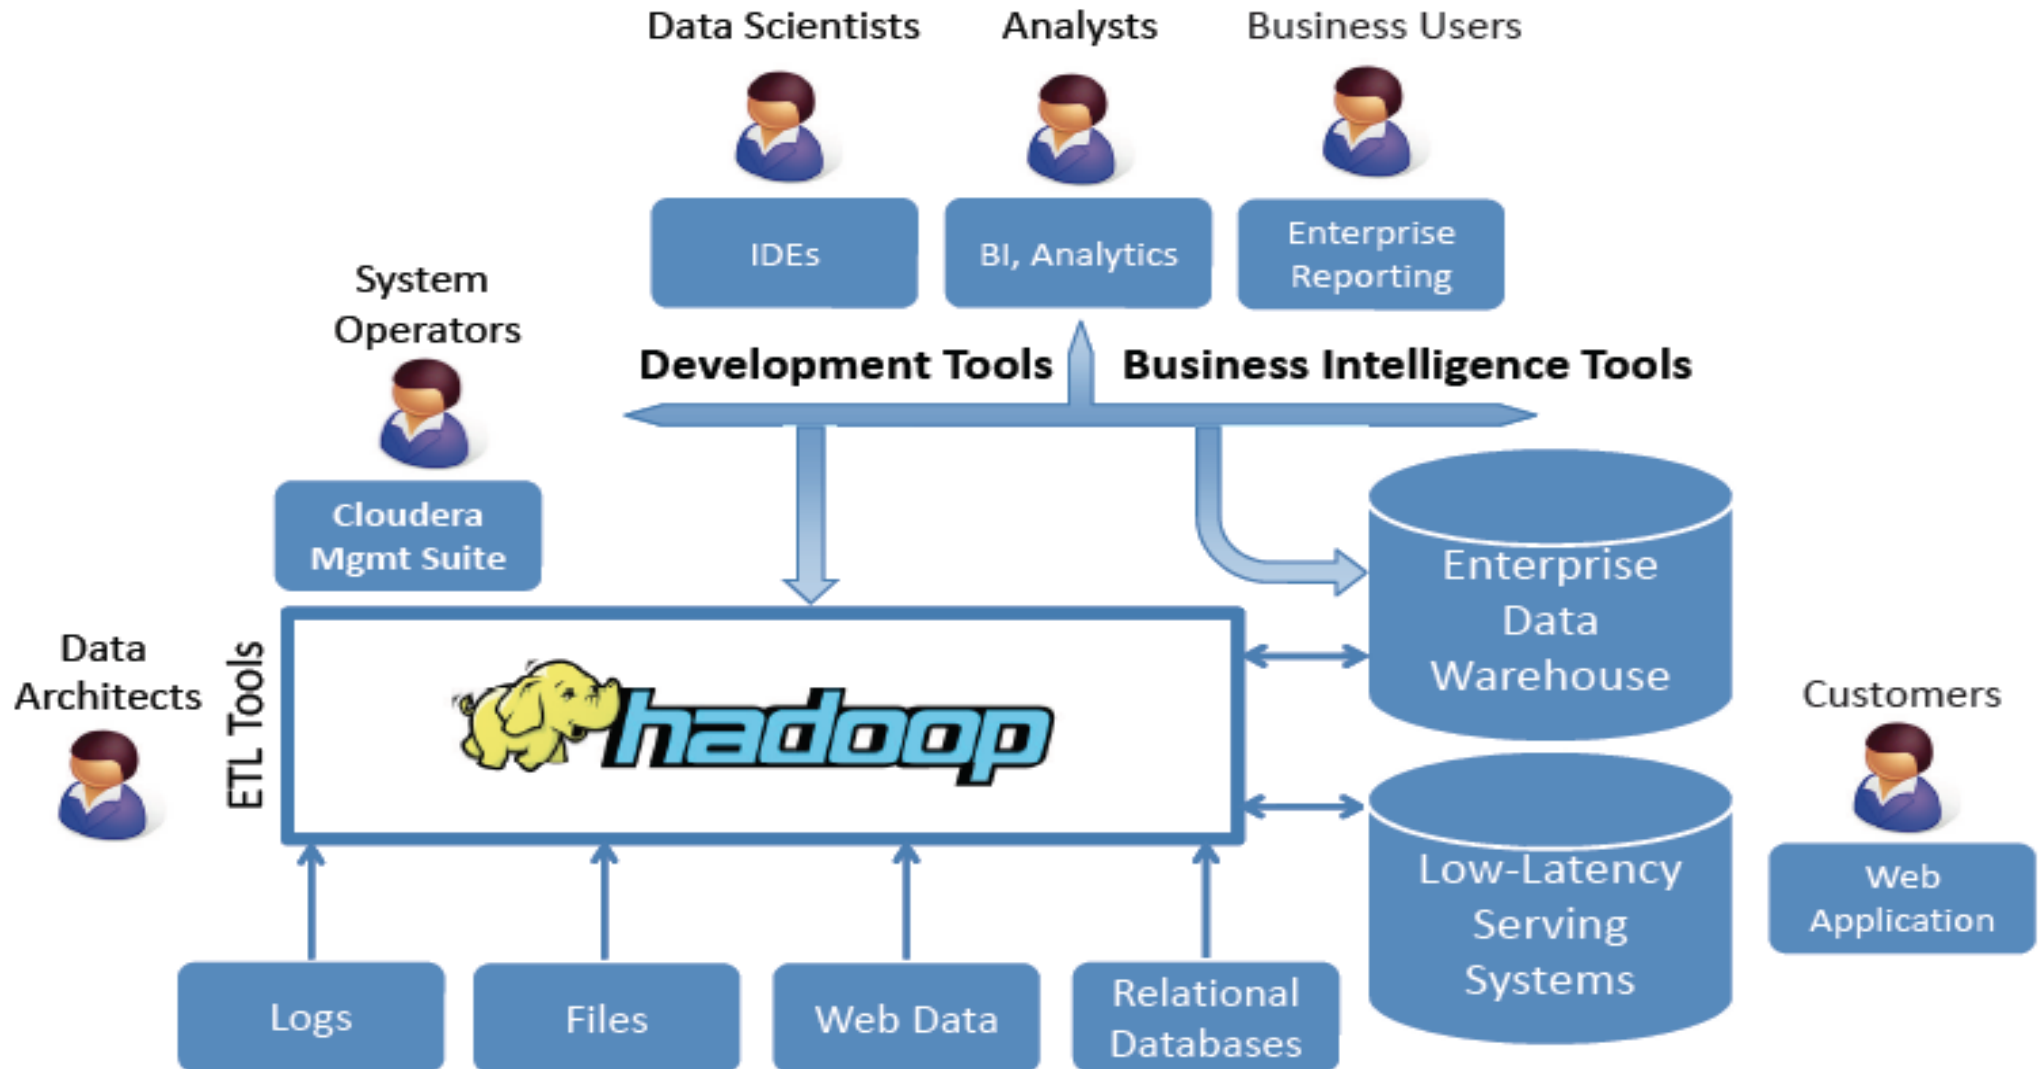 Data Scientists
Analysts
Business Users
IDEs
BI, Analytics
Enterprise
Reporting
System
Operators
Development Tools
Business Intelligence Tools
Cloudera
Mgmt Suite
Enterprise
Data
Warehouse
Data
Architects
ETL Tools
hadoop
Customers
Low-Latency
Serving
Systems
Web
Application
Logs
Files
Web Data
Relational
Databases